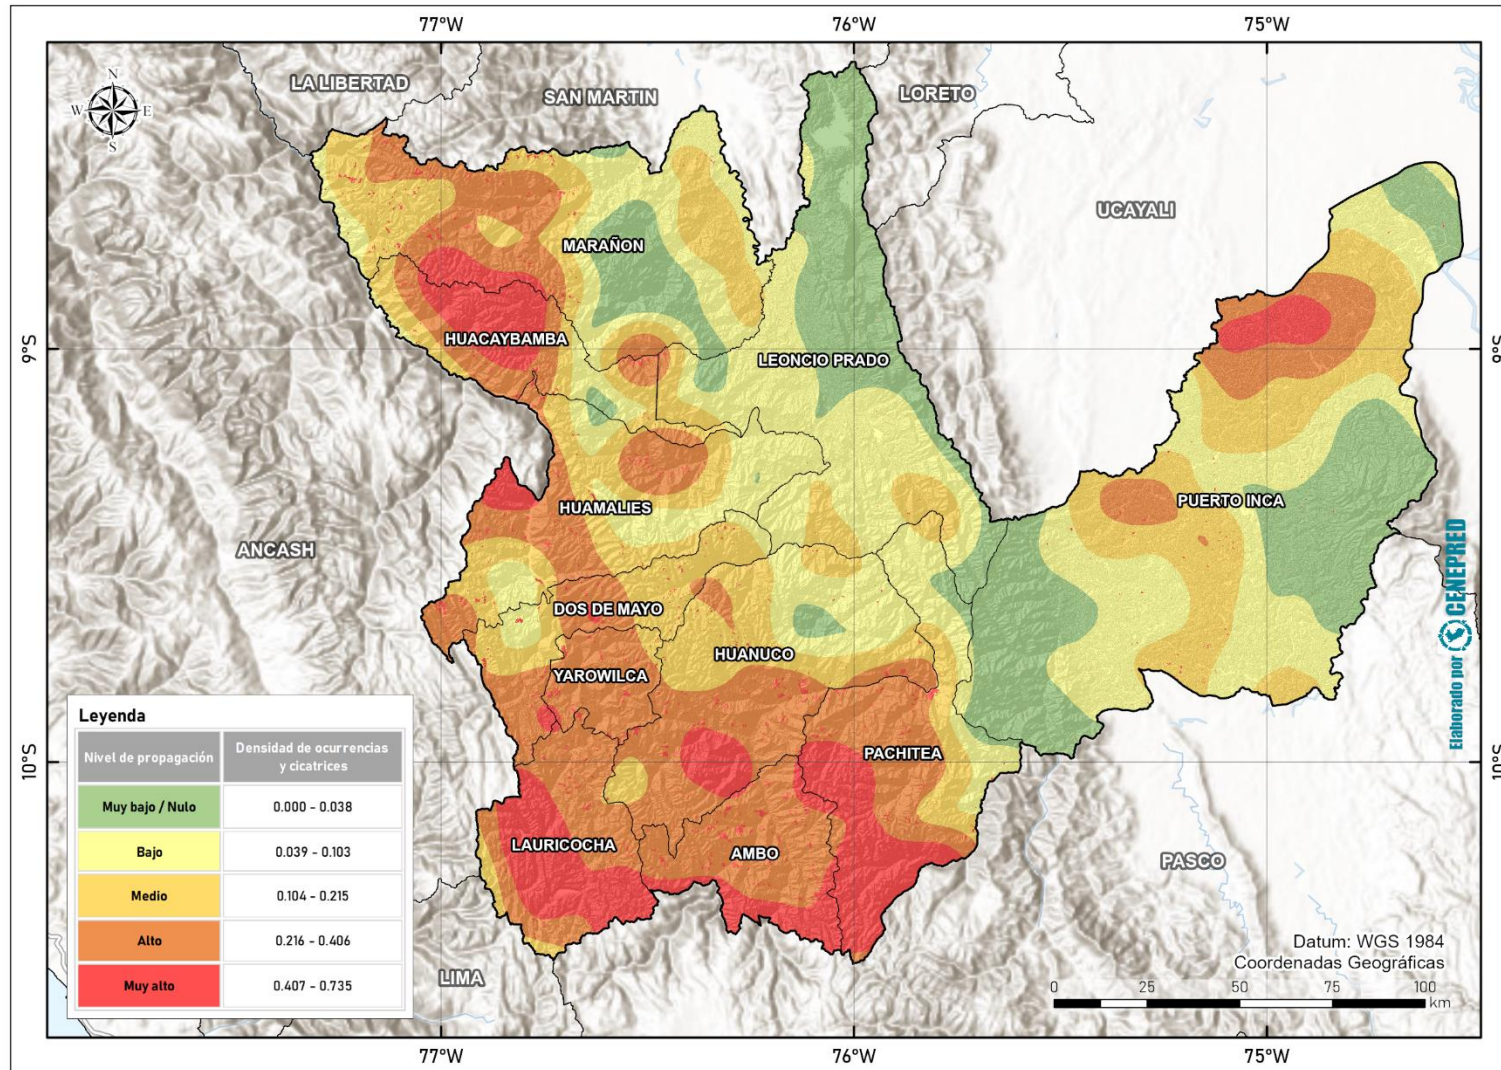 77°W
76°W
75°W
N
W
E
S
LA LIBERTAD
SAN MARTIN
LORETO
UCAYALI
MARAÑON
HUACAYBAMBA
9°S
9°S
LEONCIO PRADO
PUERTO INCA
HUAMALIES
ANCASH
DOS DE MAYO
HUANUCO
YAROWILCA
PACHITEA
10°S
10°S
LAURICOCHA
AMBO
PASCO
LIMA
Elaborado por CENEPRED
Leyenda
Nivel de propagación
Densidad de ocurrencias
y cicatrices
Muy bajo / Nulo
0.000 - 0.038
Bajo
0.039 - 0.103
Medio
0.104 - 0.215
Alto
0.216 - 0.406
Muy alto
0.407 - 0.735
Datum: WGS 1984
Coordenadas Geográficas
0 25 50 75 100
km
77°W
76°W
75°W